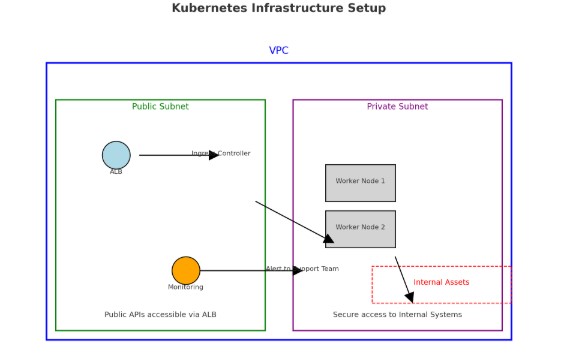 Kubernetes Infrastructure Setup
VPC
Public Subnet
Private Subnet
Ingress Controller
ALB
Worker Node 1
Worker Node 2
Alert to Support Team
Monitoring
Internal Assets
Public APIs accessible via ALB
Secure access to Internal Systems